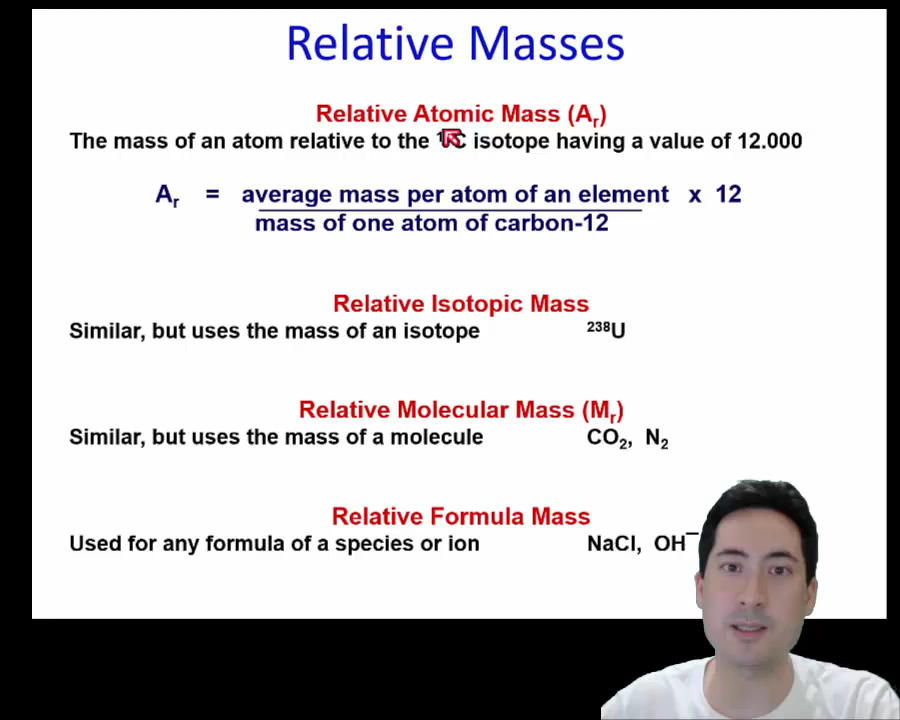 Relative Masses
Relative Atomic Mass (Aᵣ)
The mass of an atom relative to the C isotope having a value of 12.000
Aᵣ = average mass per atom of an element x 12
mass of one atom of carbon-12
Relative Isotopic Mass
Similar, but uses the mass of an isotope ²³⁸U
Relative Molecular Mass (Mᵣ)
Similar, but uses the mass of a molecule CO₂, N₂
Relative Formula Mass
Used for any formula of a species or ion NaCl, OH⁻